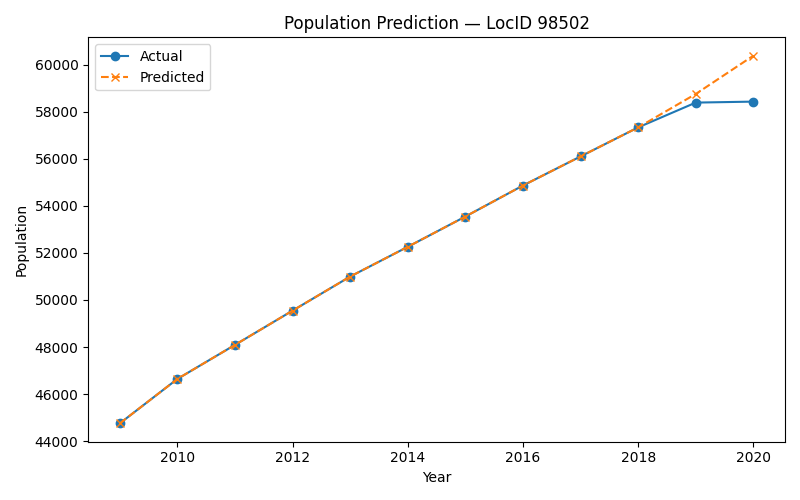 Population Prediction — LocID 98502
Actual
Predicted
60000
58000
56000
54000
52000
50000
48000
46000
44000
Population
2010 2012 2014 2016 2018 2020
Year